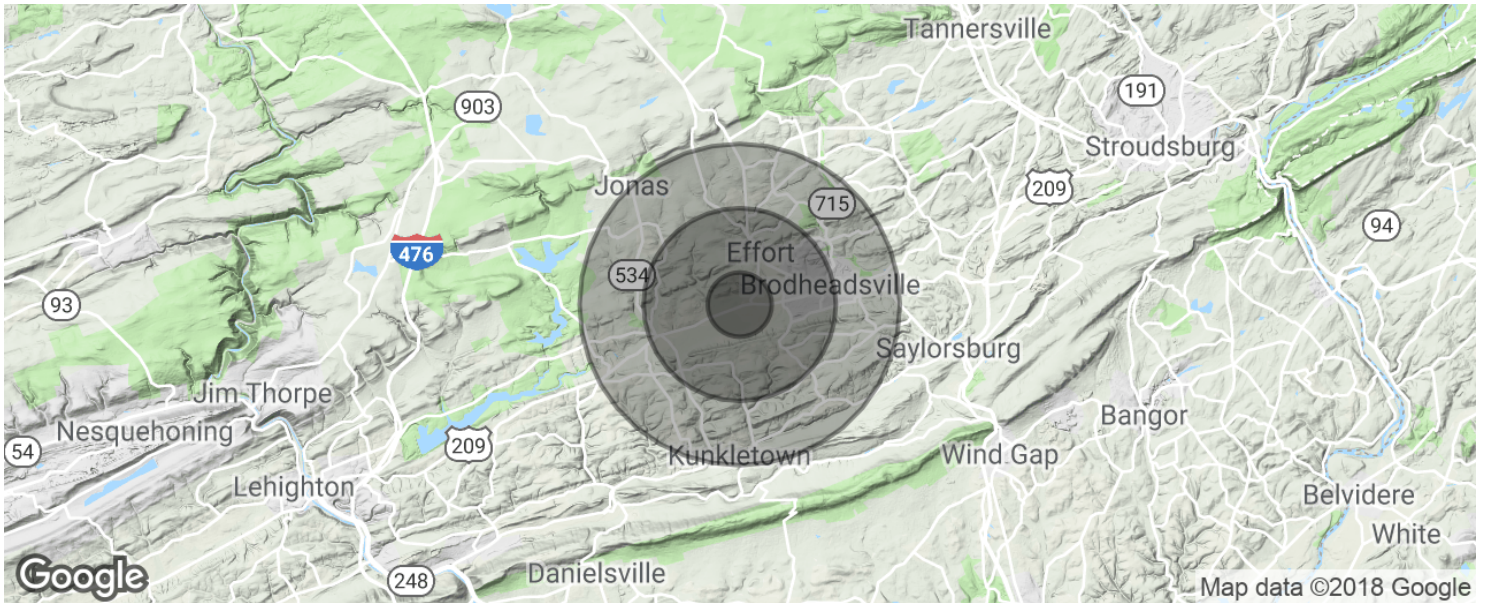 Tannersville
903
191
Stroudsburg
Jonas
209
715
94
476
Effort
534
Brodheadsville
93
Saylorsburg
Jim Thorpe
Bangor
Nesquehoning
54
209
Kunkletown
Wind Gap
Lehighton
Belvidere
White
248
Danielsville
Google
Map data ©2018 Google